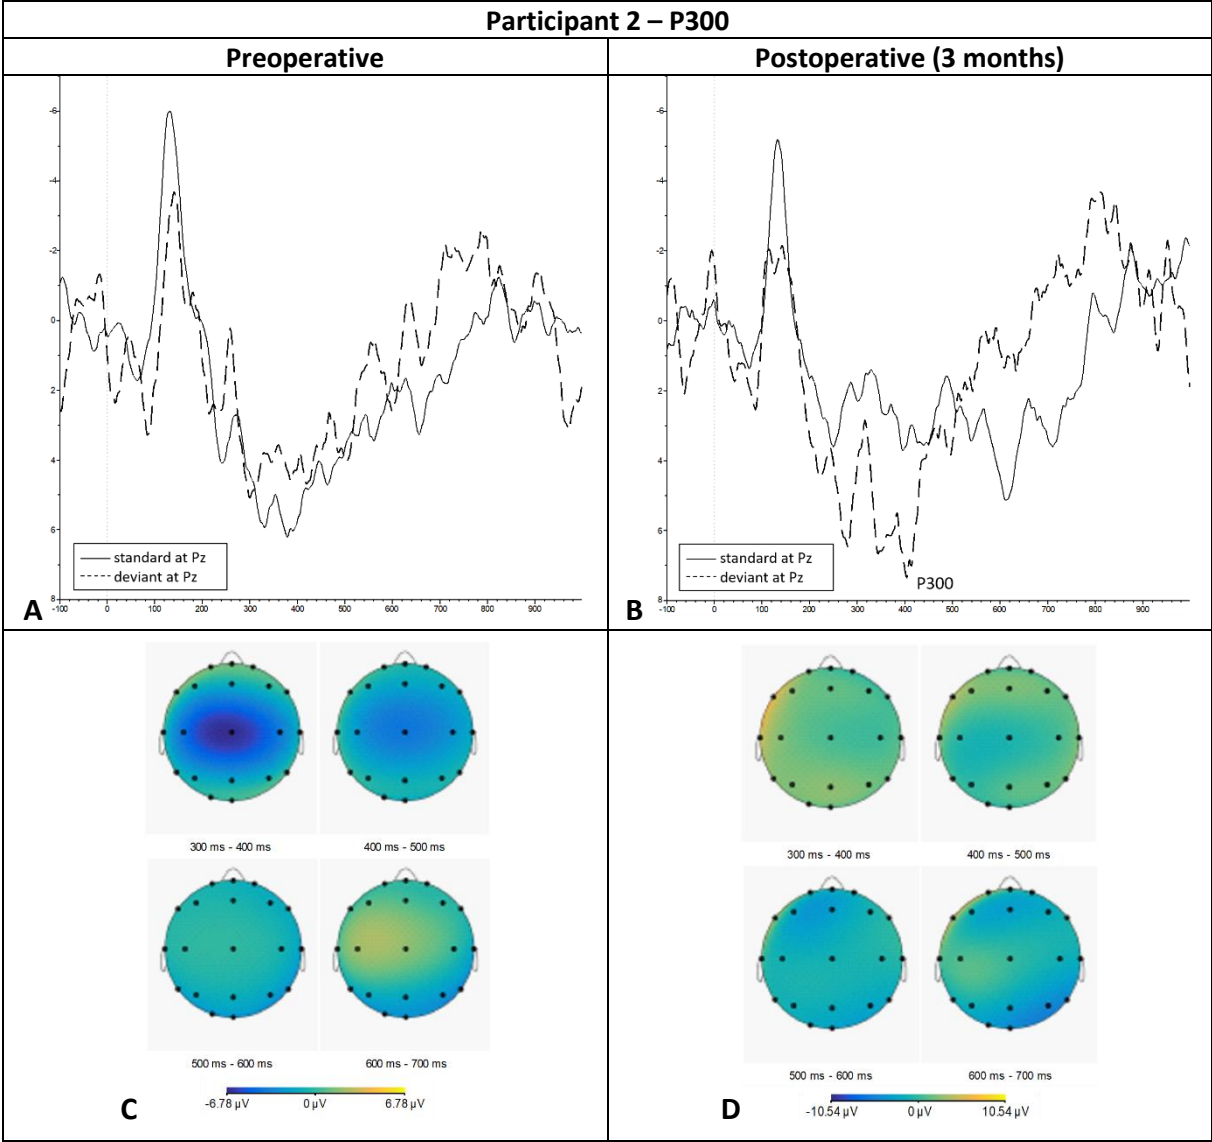 Participant 2 – P300
Preoperative
Postoperative (3 months)
-6
-4
-2
0
2
4
6
8
standard at Pz
deviant at Pz
A
-100 0 100 200 300 400 500 600 700 800 900
-6
-4
-2
0
2
4
6
8
P300
standard at Pz
deviant at Pz
B
-100 0 100 200 300 400 500 600 700 800 900
300 ms - 400 ms
400 ms - 500 ms
500 ms - 600 ms
600 ms - 700 ms
-6.78 µV 0 µV 6.78 µV
C
300 ms - 400 ms
400 ms - 500 ms
500 ms - 600 ms
600 ms - 700 ms
-10.54 µV 0 µV 10.54 µV
D